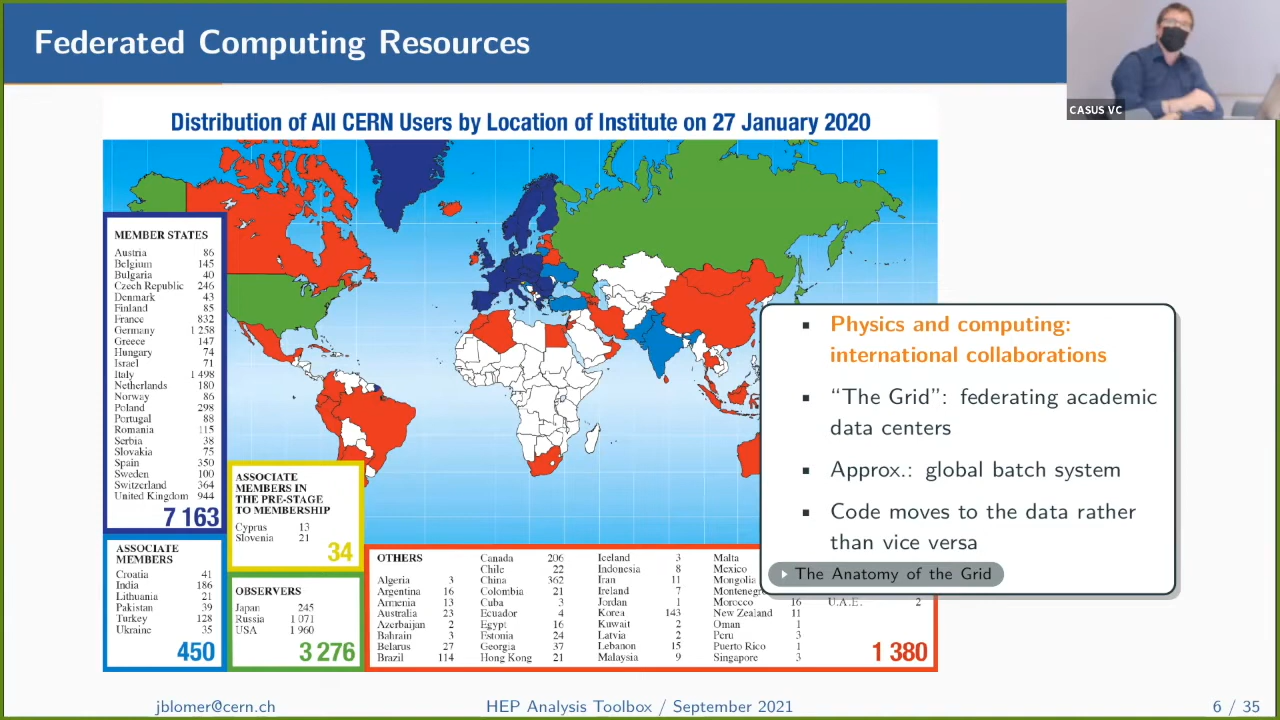 Federated Computing Resources
CASUS VC
Distribution of All CERN Users by Location of Institute on 27 January 2020
MEMBER STATES
Austria 86
Belgium 145
Bulgaria 40
Czech Republic 246
Denmark 43
Finland 85
France 832
Germany 1 258
Greece 147
Hungary 74
Israel 71
Italy 1 498
Netherlands 180
Norway 86
Poland 298
Portugal 88
Romania 115
Serbia 38
Slovakia 75
Spain 350
Sweden 100
Switzerland 364
United Kingdom 944
7 163
ASSOCIATE
MEMBERS
Croatia 41
India 186
Lithuania 21
Pakistan 39
Turkey 128
Ukraine 35
450
ASSOCIATE
MEMBERS IN
THE PRE-STAGE
TO MEMBERSHIP
Cyprus 13
Slovenia 21
34
OBSERVERS
Japan 245
Russia 1 071
USA 1 960
3 276
OTHERS
Algeria 3
Argentina 16
Armenia 13
Australia 23
Azerbaijan 2
Bahrain 3
Belarus 27
Brazil 114
Canada 206
Chile 22
China 362
Colombia 21
Cuba 3
Ecuador 4
Egypt 16
Estonia 24
Georgia 37
Hong Kong 21
Iceland 3
Indonesia 8
Iran 11
Ireland 7
Jordan 1
Korea 143
Kuwait 2
Latvia 2
Lebanon 15
Malaysia 9
Malta
Mexico
Mongolia
Montenegro
Morocco 16
New Zealand 11
Oman 1
Peru 3
Puerto Rico 1
Singapore 3
U.A.E. 2
1 380
▪ Physics and computing:
international collaborations
▪ “The Grid”: federating academic
data centers
▪ Approx.: global batch system
▪ Code moves to the data rather
than vice versa
The Anatomy of the Grid
jblomer@cern.ch
HEP Analysis Toolbox / September 2021
6 / 35